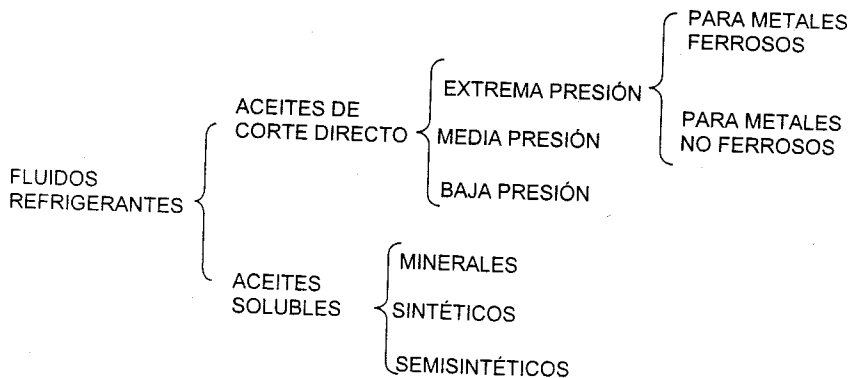 FLUIDOS
REFRIGERANTES
ACEITES DE
CORTE DIRECTO
EXTREMA PRESIÓN
PARA METALES
FERROSOS
PARA METALES
NO FERROSOS
MEDIA PRESIÓN
BAJA PRESIÓN
ACEITES
SOLUBLES
MINERALES
SINTÉTICOS
SEMISINTÉTICOS